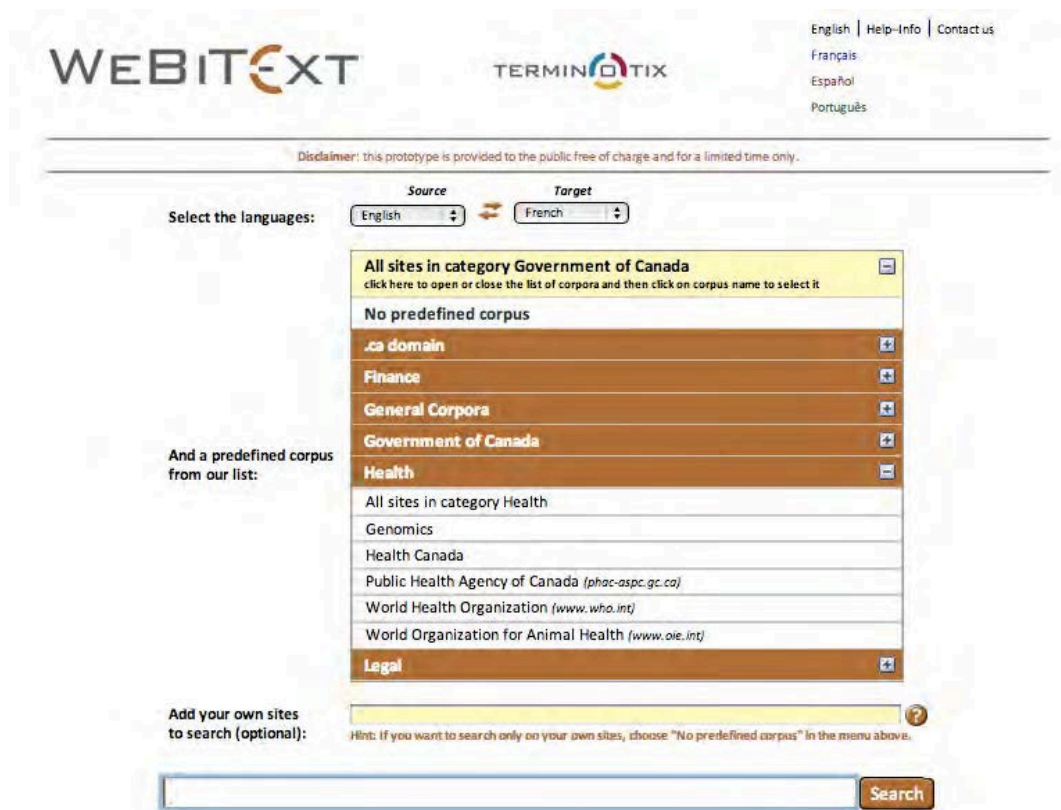 WEBITEXT
TERMINOTIX
English | Help-Info | Contact us
Français
Español
Português
Disclaimer: this prototype is provided to the public free of charge and for a limited time only.
Source Target
Select the languages: English French
All sites in category Government of Canada
click here to open or close the list of corpora and then click on corpus name to select it
No predefined corpus
.ca domain
Finance
General Corpora
Government of Canada
And a predefined corpus
from our list:
Health
All sites in category Health
Genomics
Health Canada
Public Health Agency of Canada (phac-aspc.gc.ca)
World Health Organization (www.who.int)
World Organization for Animal Health (www.oie.int)
Legal
Add your own sites
to search (optional):
Hint: If you want to search only on your own sites, choose "No predefined corpus" in the menu above.
Search